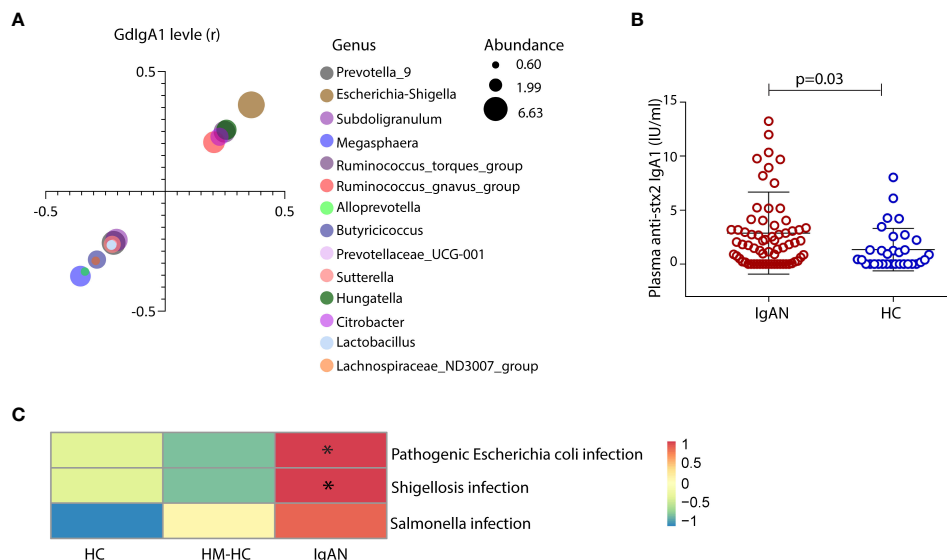 A
GdIgA1 levle (r)
0.5
-0.5
0.5
-0.5
Genus
Prevotella_9
Escherichia-Shigella
Subdoligranulum
Megasphaera
Ruminococcus_torques_group
Ruminococcus_gnavus_group
Alloprevotella
Butyricicoccus
Prevotellaceae_UCG-001
Sutterella
Hungatella
Citrobacter
Lactobacillus
Lachnospiraceae_ND3007_group
Abundance
0.60
1.99
6.63
B
p=0.03
Plasma anti-stx2 IgA1 (IU/ml)
15
10
5
0
IgAN
HC
C
*
Pathogenic Escherichia coli infection
*
Shigellosis infection
Salmonella infection
HC
HM-HC
IgAN
1
0.5
0
−0.5
−1